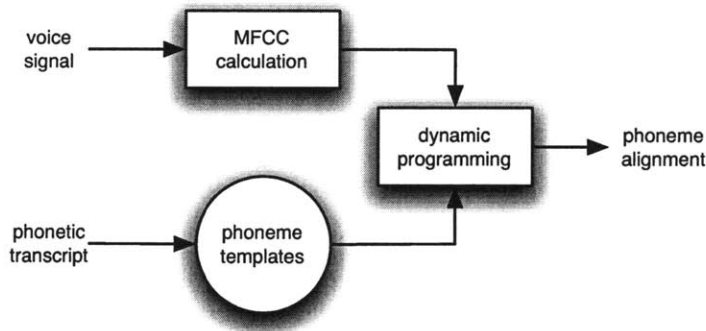 voice
signal
MFCC
calculation
dynamic
programming
phoneme
alignment
phonetic
transcript
phoneme
templates